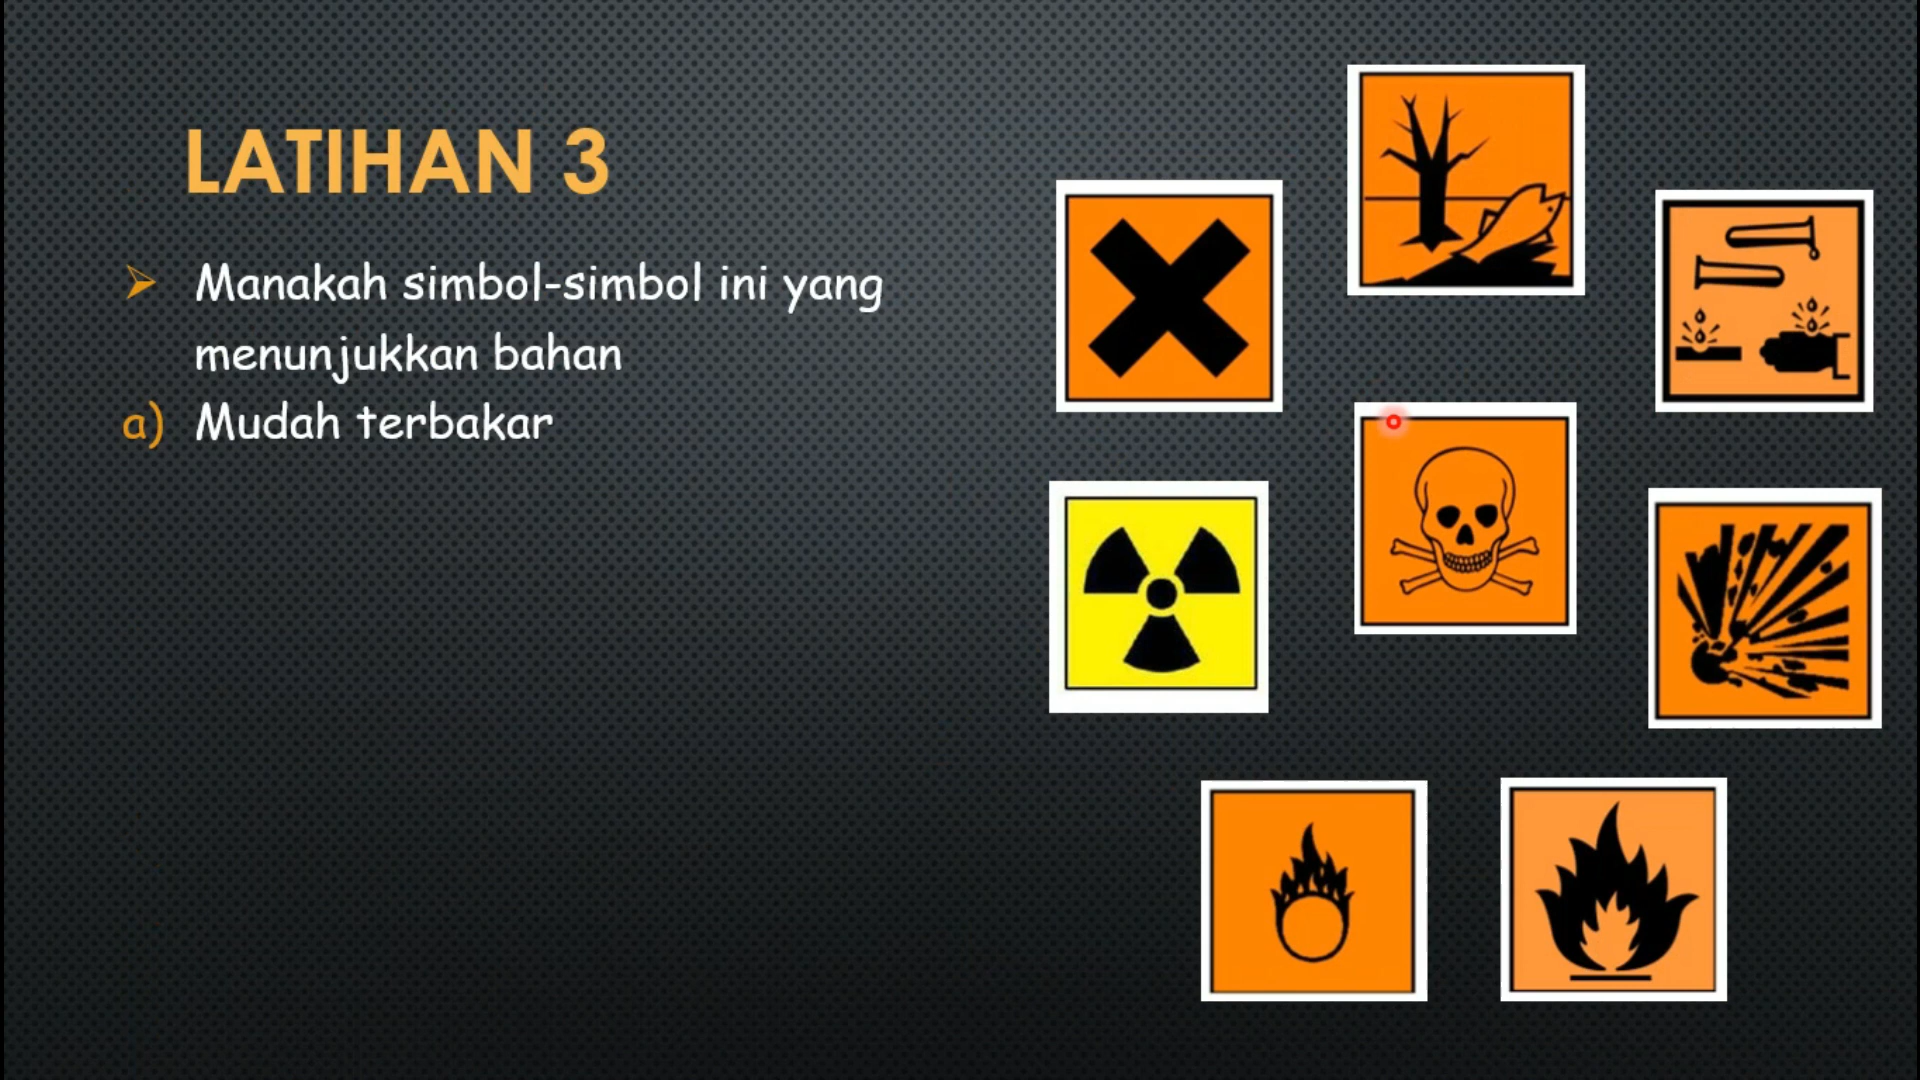 LATIHAN 3
Manakah simbol-simbol ini yang
menunjukkan bahan
a) Mudah terbakar